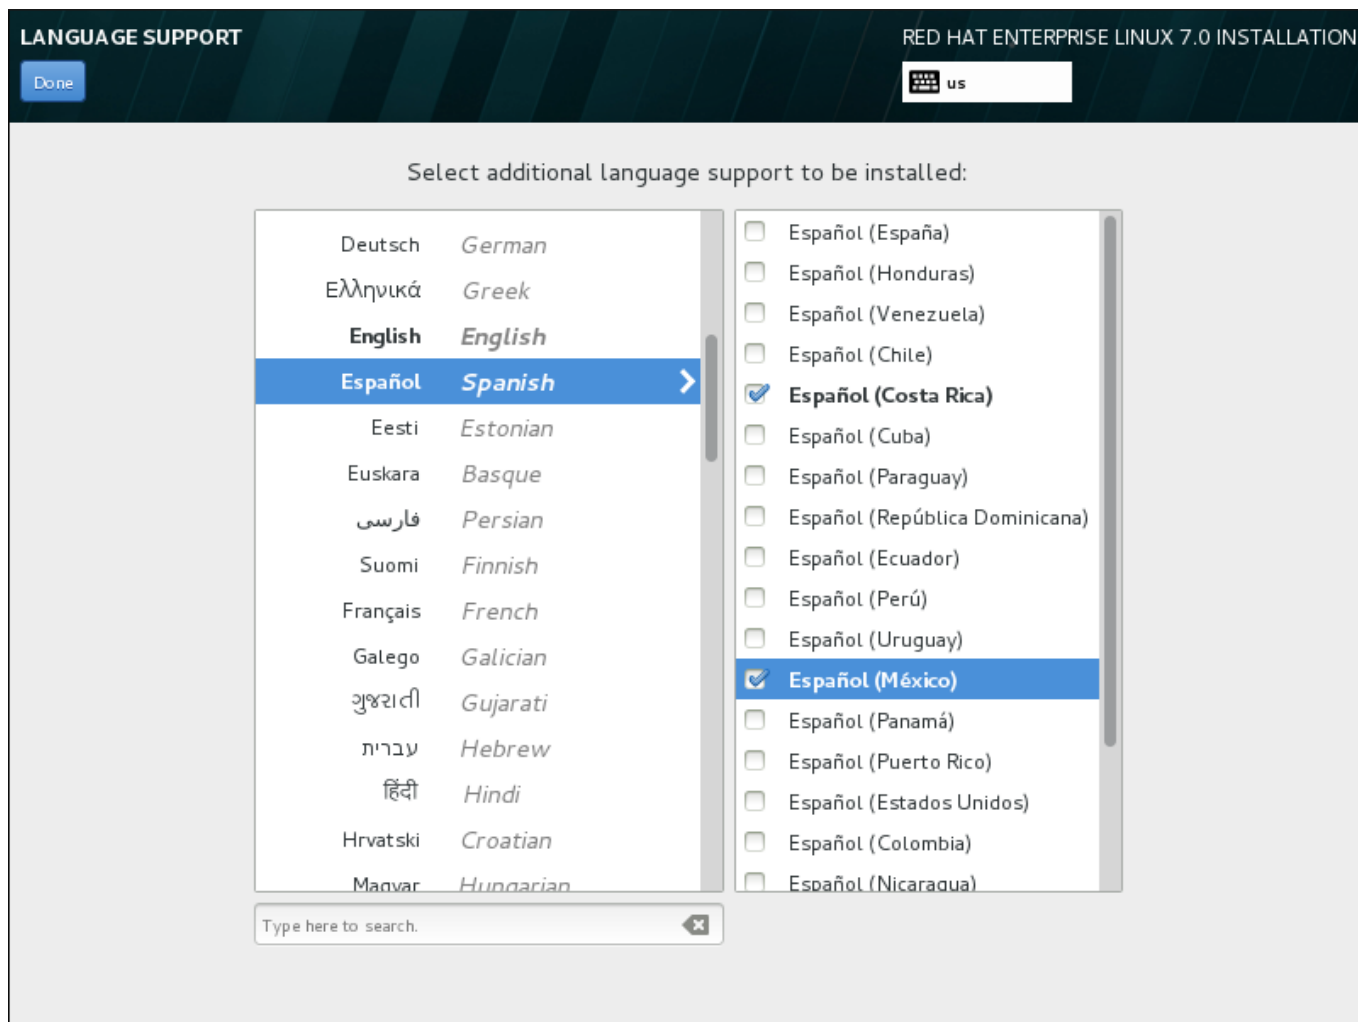 LANGUAGE SUPPORT
RED HAT ENTERPRISE LINUX 7.0 INSTALLATION
Done
us
Select additional language support to be installed:
Deutsch German
Ελληνικά Greek
English English
Español Spanish
Eesti Estonian
Euskara Basque
فارسی Persian
Suomi Finnish
Français French
Galego Galician
ગુજરાતી Gujarati
עברית Hebrew
हिंदी Hindi
Hrvatski Croatian
Magyar Hungarian
Type here to search.
Español (España)
Español (Honduras)
Español (Venezuela)
Español (Chile)
Español (Costa Rica)
Español (Cuba)
Español (Paraguay)
Español (República Dominicana)
Español (Ecuador)
Español (Perú)
Español (Uruguay)
Español (México)
Español (Panamá)
Español (Puerto Rico)
Español (Estados Unidos)
Español (Colombia)
Español (Nicaragua)